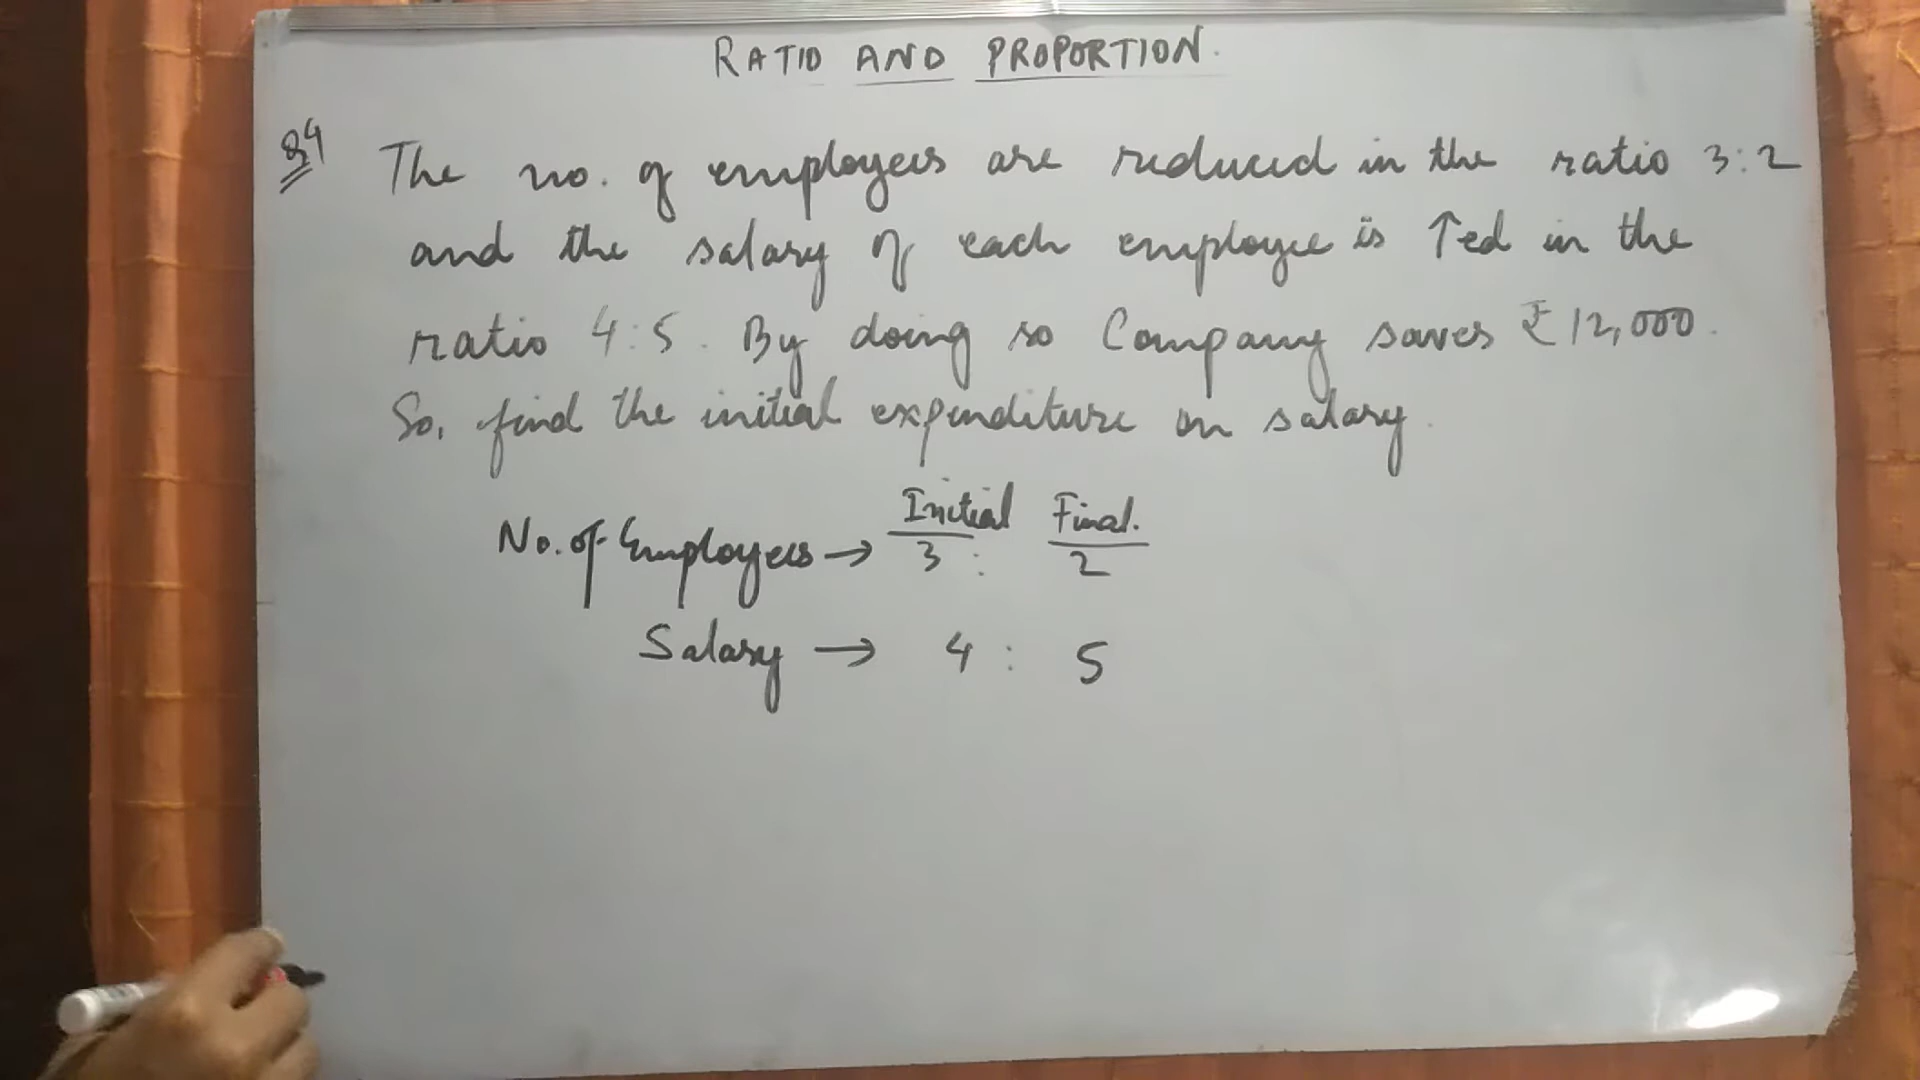 RATIO AND PROPORTION.
Q4 The no. of employees are reduced in the ratio 3:2
and the salary of each employee is ↑ed in the
ratio 4:5. By doing so Company saves ₹12,000.
So, find the initial expenditure on salary.
Initial Final.
No. of Employees → 3 : 2
Salary → 4 : 5